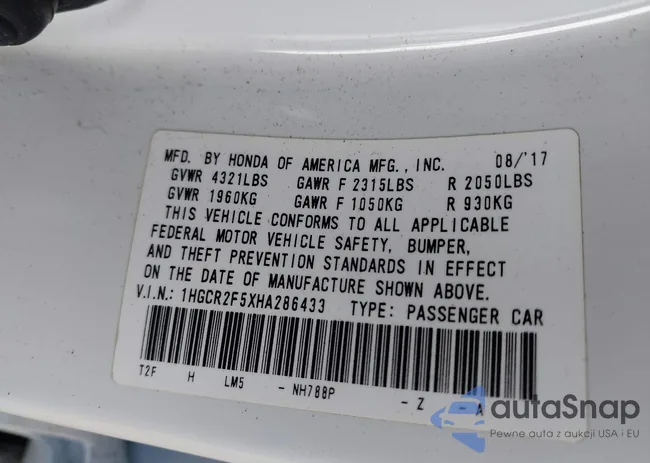 MFD. BY HONDA OF AMERICA MFG., INC. 08/'17
GVWR 4321LBS GAWR F 2315LBS R 2050LBS
GVWR 1960KG GAWR F 1050KG R 930KG
THIS VEHICLE CONFORMS TO ALL APPLICABLE
FEDERAL MOTOR VEHICLE SAFETY, BUMPER,
AND THEFT PREVENTION STANDARDS IN EFFECT
ON THE DATE OF MANUFACTURE SHOWN ABOVE.
V.I.N.: 1HGCR2F5XHA286433 TYPE: PASSENGER CAR
T2F H LM5 - NH788P - Z A
autoSnap
Pewne auta z aukcji USA i EU